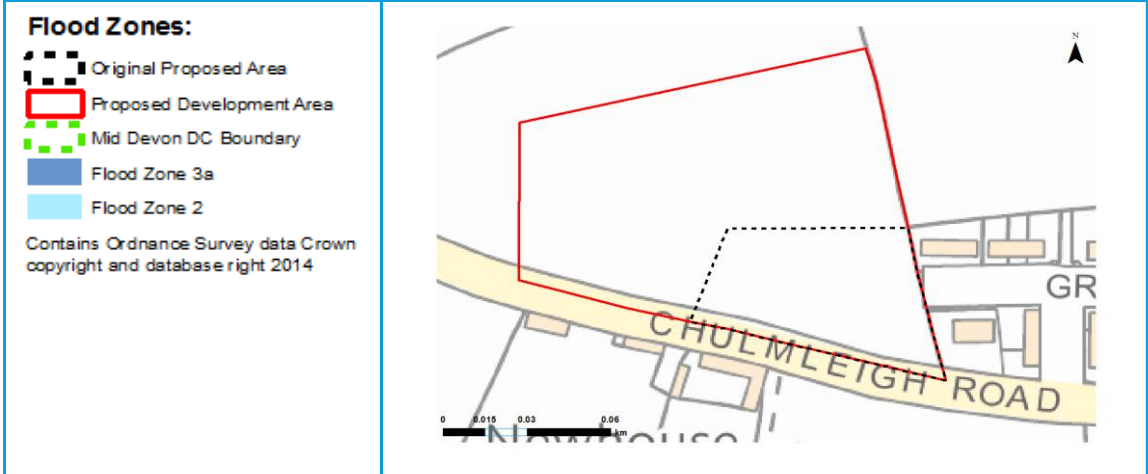 Flood Zones:
Original Proposed Area
Proposed Development Area
Mid Devon DC Boundary
Flood Zone 3a
Flood Zone 2
Contains Ordnance Survey data Crown
copyright and database right 2014
N
GR
CHULMLEIGH ROAD
0 0.015 0.03 0.06
km
Newhouse